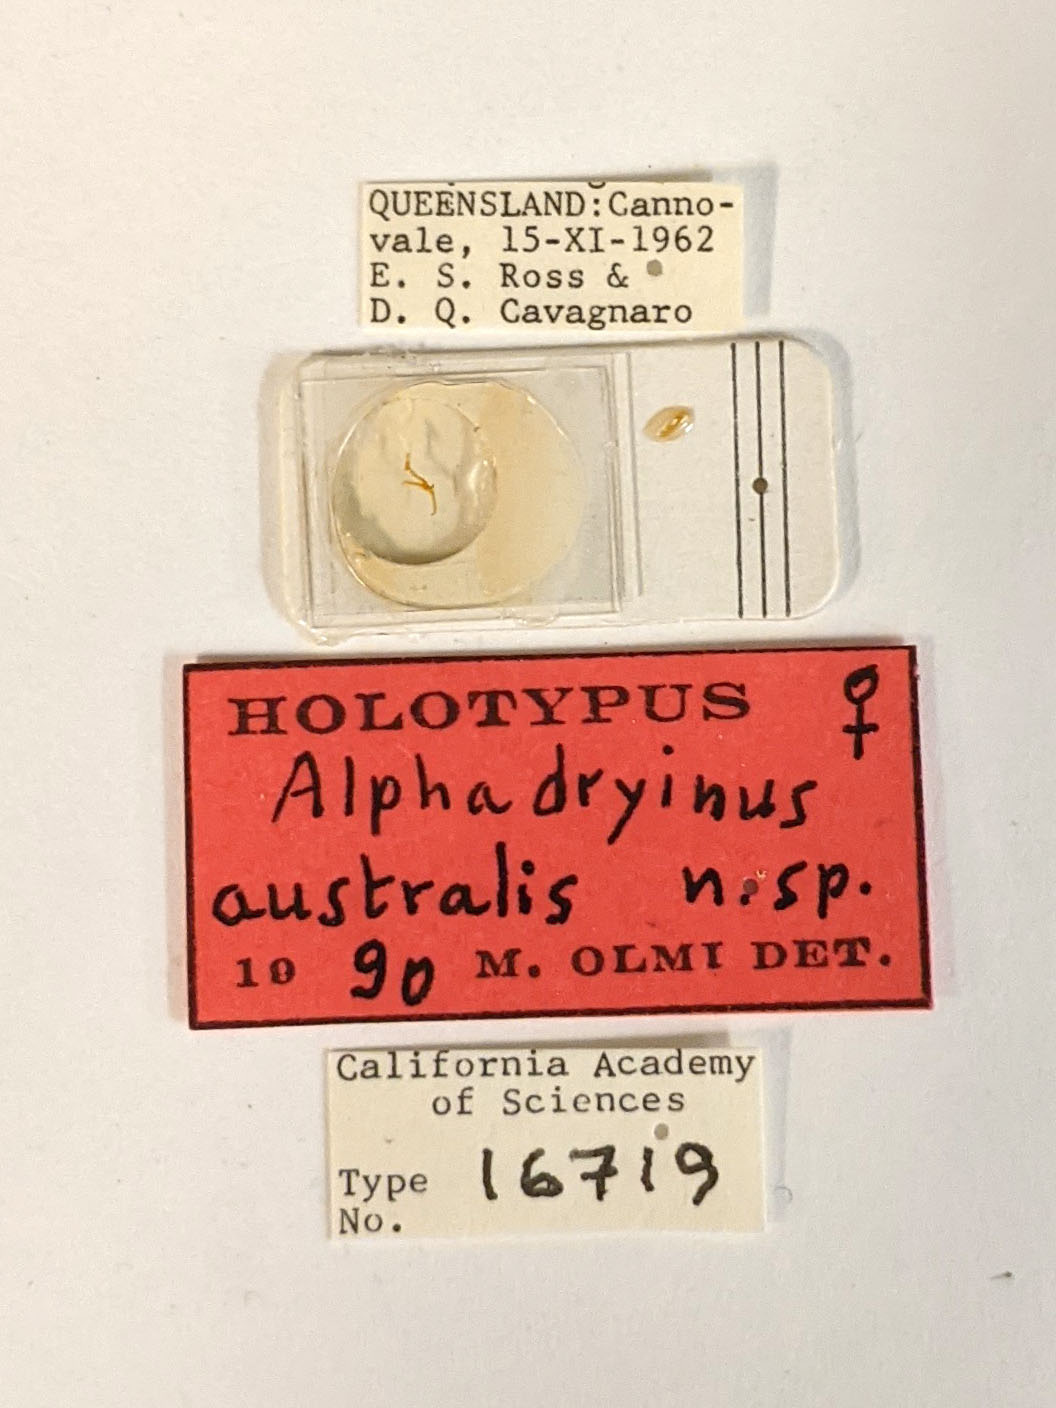 QUEENSLAND:Canno-
vale, 15-XI-1962
E. S. Ross &
D. Q. Cavagnaro
HOLOTYPUS ♀
Alphadryinus
australis n.sp.
19 90 M. OLMI DET.
California Academy
of Sciences
Type 16719
No.